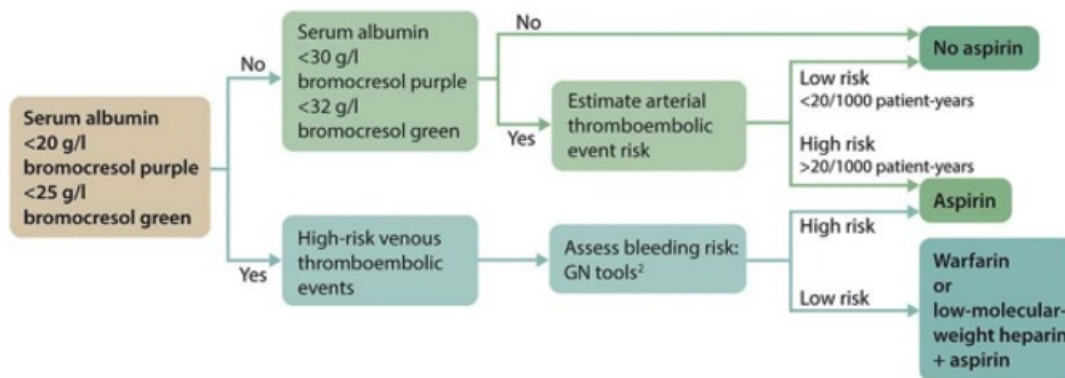 Serum albumin
<20 g/l
bromocresol purple
<25 g/l
bromocresol green
No
Yes
Serum albumin
<30 g/l
bromocresol purple
<32 g/l
bromocresol green
No
Yes
Estimate arterial
thromboembolic
event risk
No aspirin
Low risk
<20/1000 patient-years
High risk
>20/1000 patient-years
Aspirin
High-risk venous
thromboembolic
events
Assess bleeding risk:
GN tools²
High risk
Low risk
Warfarin
or
low-molecular-
weight heparin
+ aspirin